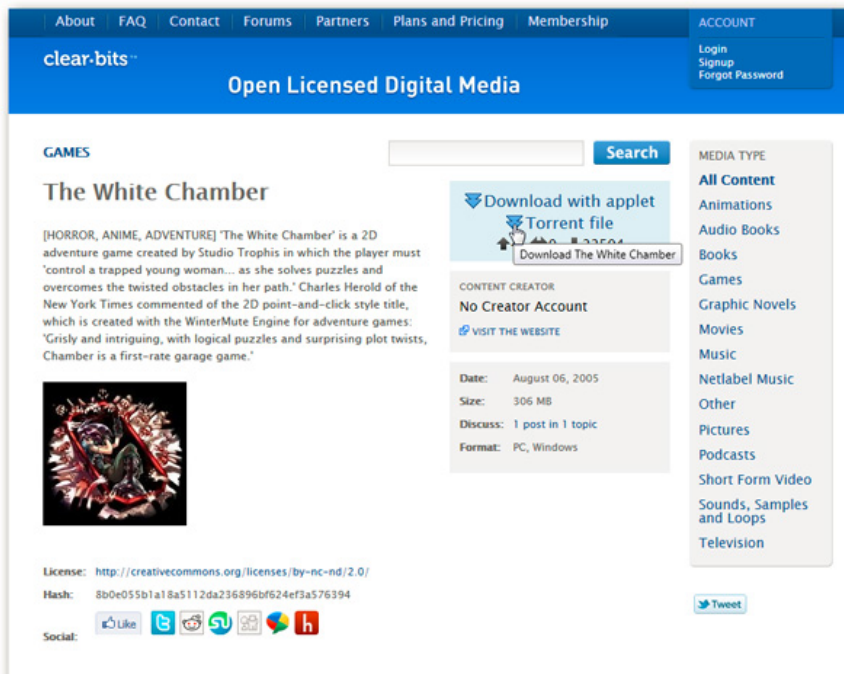 About FAQ Contact Forums Partners Plans and Pricing Membership
ACCOUNT
Login
Signup
Forgot Password
clear·bits™
Open Licensed Digital Media
GAMES
Search
The White Chamber
[HORROR, ANIME, ADVENTURE] 'The White Chamber' is a 2D
adventure game created by Studio Trophis in which the player must
'control a trapped young woman... as she solves puzzles and
overcomes the twisted obstacles in her path.' Charles Herold of the
New York Times commented of the 2D point-and-click style title,
which is created with the WinterMute Engine for adventure games:
'Grisly and intriguing, with logical puzzles and surprising plot twists,
Chamber is a first-rate garage game.'
License: http://creativecommons.org/licenses/by-nc-nd/2.0/
Hash: 8b0e055b1a18a5112da236896bf624ef3a576394
Social:
Like
Download with applet
Torrent file
Download The White Chamber
CONTENT CREATOR
No Creator Account
VISIT THE WEBSITE
Date: August 06, 2005
Size: 306 MB
Discuss: 1 post in 1 topic
Format: PC, Windows
MEDIA TYPE
All Content
Animations
Audio Books
Books
Games
Graphic Novels
Movies
Music
Netlabel Music
Other
Pictures
Podcasts
Short Form Video
Sounds, Samples
and Loops
Television
Tweet